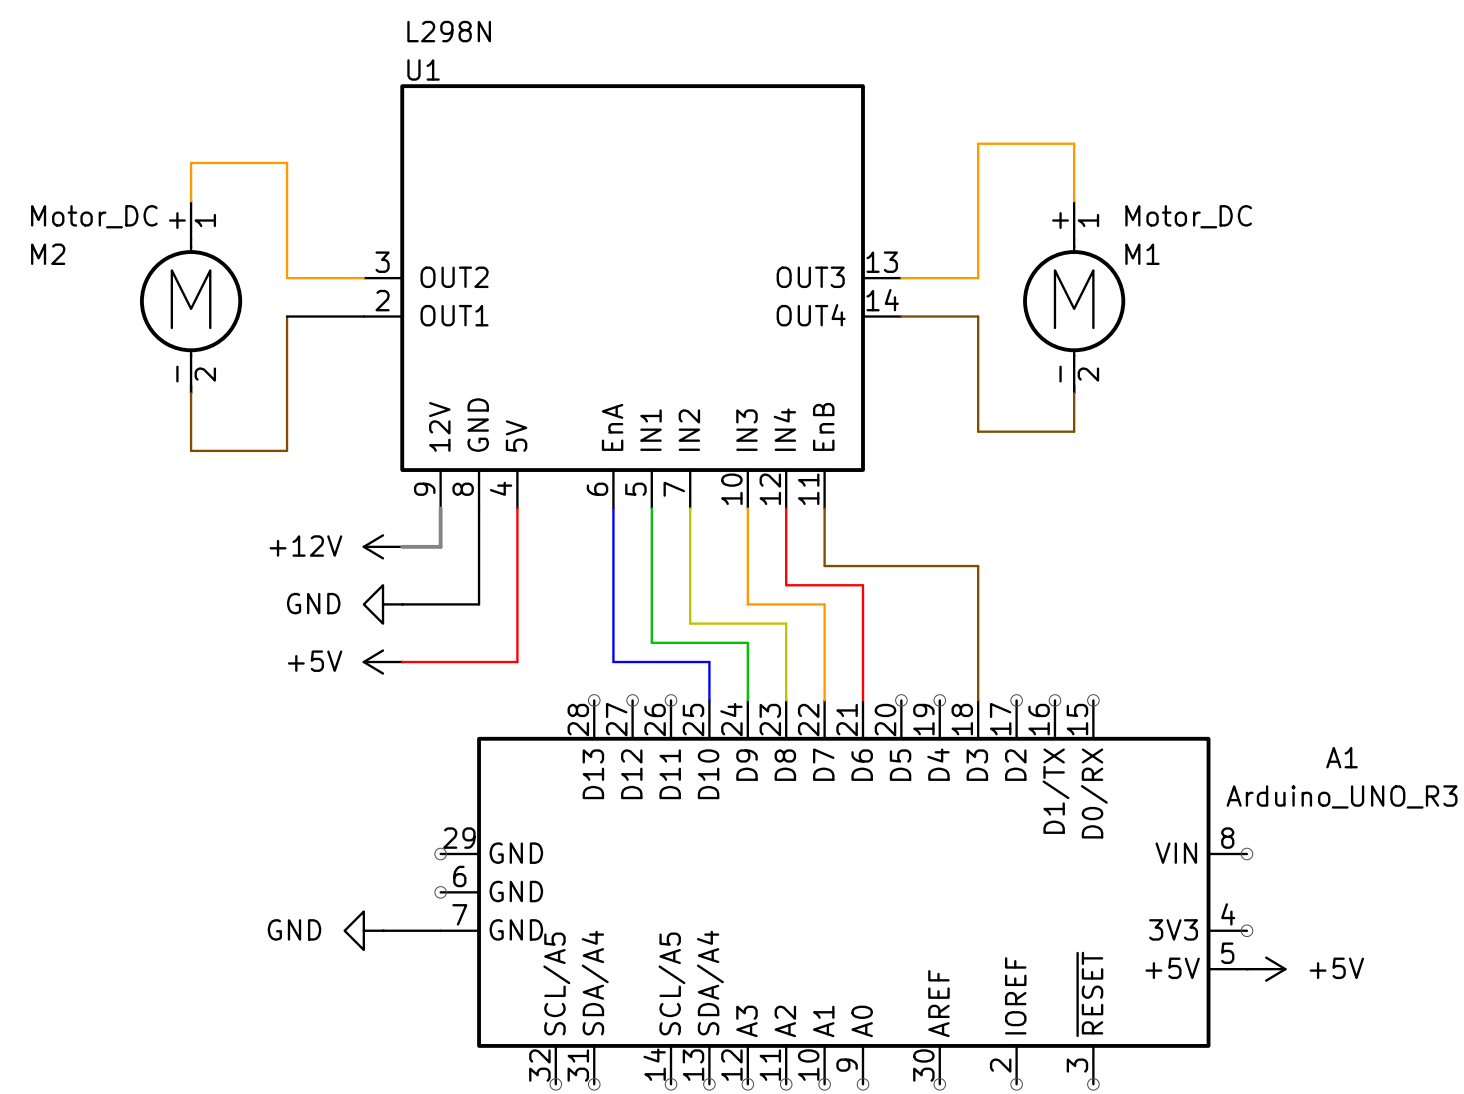 L298N
U1
Motor_DC
M2
+ 1
M
- 2
Motor_DC
M1
+ 1
M
- 2
3 OUT2
2 OUT1
OUT3 13
OUT4 14
12V GND 5V EnA IN1 IN2 IN3 IN4 EnB
9 8 4 6 5 7 10 12 11
+12V
GND
+5V
28 27 26 25 24 23 22 21 20 19 18 17 16 15
D13 D12 D11 D10 D9 D8 D7 D6 D5 D4 D3 D2 D1/TX D0/RX
A1
Arduino_UNO_R3
29 GND
6 GND
GND 7 GND
VIN 8
3V3 4
+5V 5 +5V
SCL/A5 SDA/A4 SCL/A5 SDA/A4 A3 A2 A1 A0 AREF IOREF RESET
32 31 14 13 12 11 10 9 30 2 3